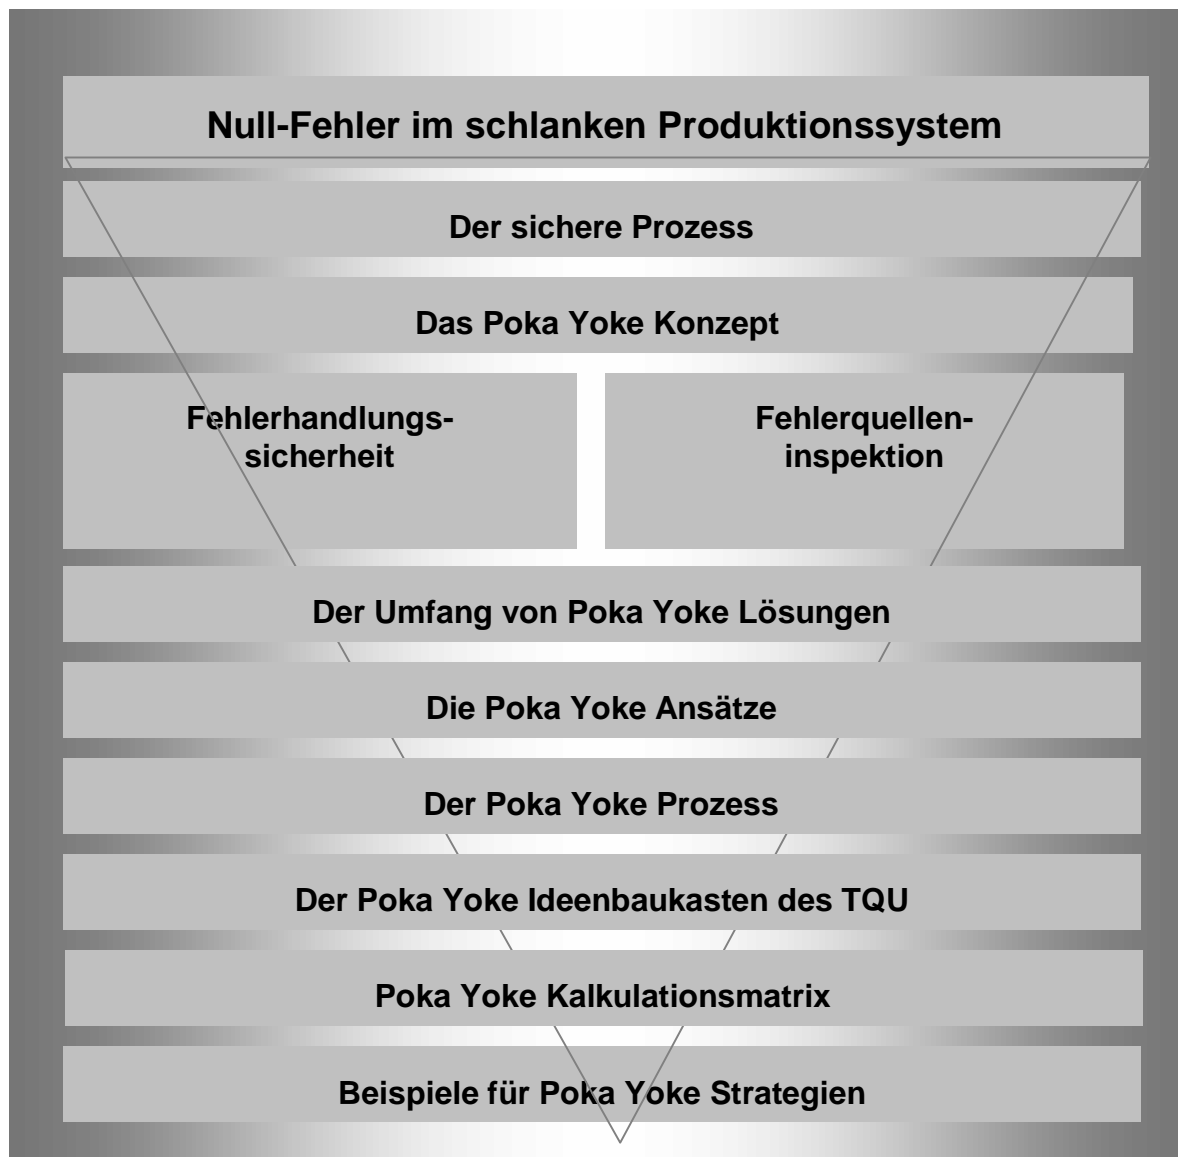 Null-Fehler im schlanken Produktionssystem
Der sichere Prozess
Das Poka Yoke Konzept
Fehlerhandlungs-
sicherheit
Fehlerquellen-
inspektion
Der Umfang von Poka Yoke Lösungen
Die Poka Yoke Ansätze
Der Poka Yoke Prozess
Der Poka Yoke Ideenbaukasten des TQU
Poka Yoke Kalkulationsmatrix
Beispiele für Poka Yoke Strategien